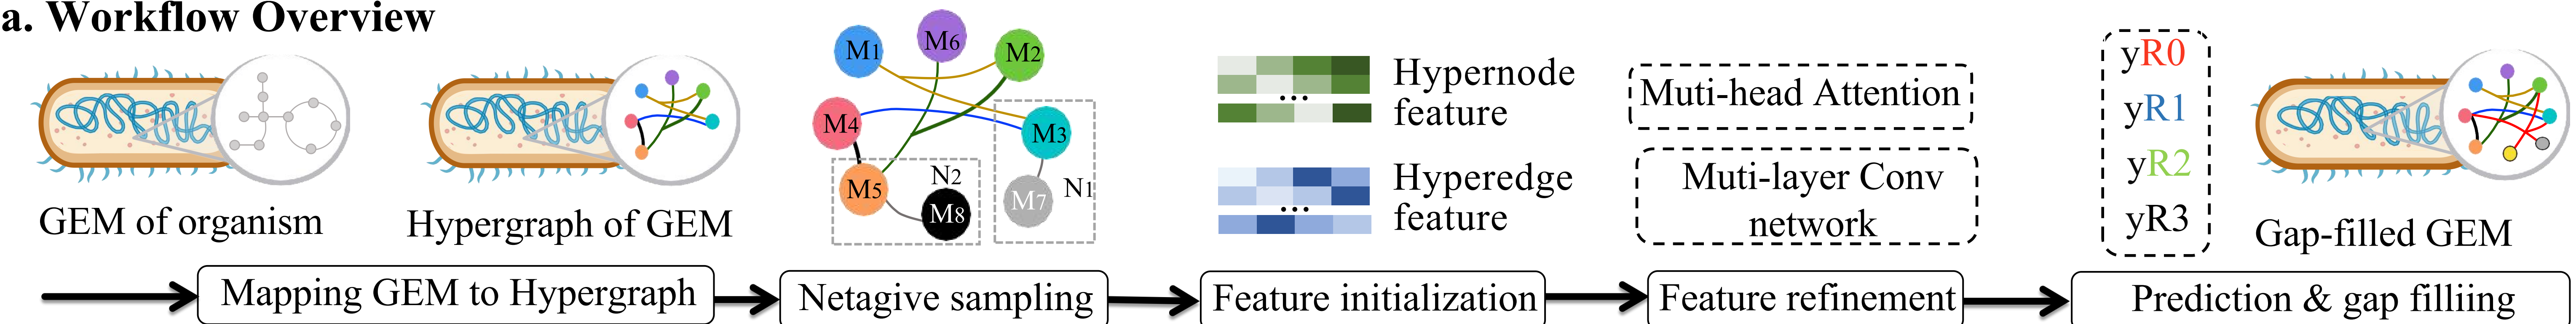 a. Workflow Overview
GEM of organism
Hypergraph of GEM
M1
M6
M2
M4
M3
M5
N2
M8
M7
N1
Hypernode
feature
...
Hyperedge
feature
...
Muti-head Attention
Muti-layer Conv
network
yR0
yR1
yR2
yR3
Gap-filled GEM
Mapping GEM to Hypergraph
Netagive sampling
Feature initialization
Feature refinement
Prediction & gap filliing